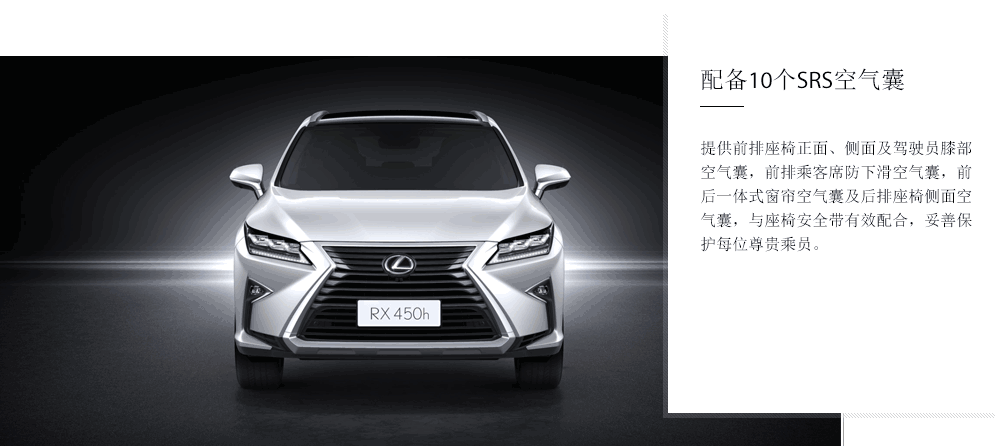 配备10个SRS空气囊
提供前排座椅正面、侧面及驾驶员膝部
空气囊，前排乘客席防下滑空气囊，前
后一体式窗帘空气囊及后排座椅侧面空
气囊，与座椅安全带有效配合，妥善保
护每位尊贵乘员。
RX 450h